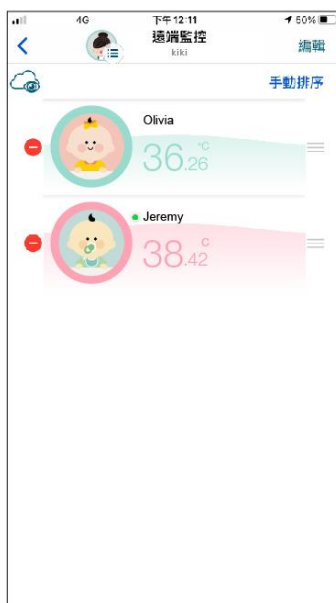 4G 下午12:11 50%
遠端監控
kiki
編輯
手動排序
Olivia
36.26 °C
Jeremy
38.42 °C